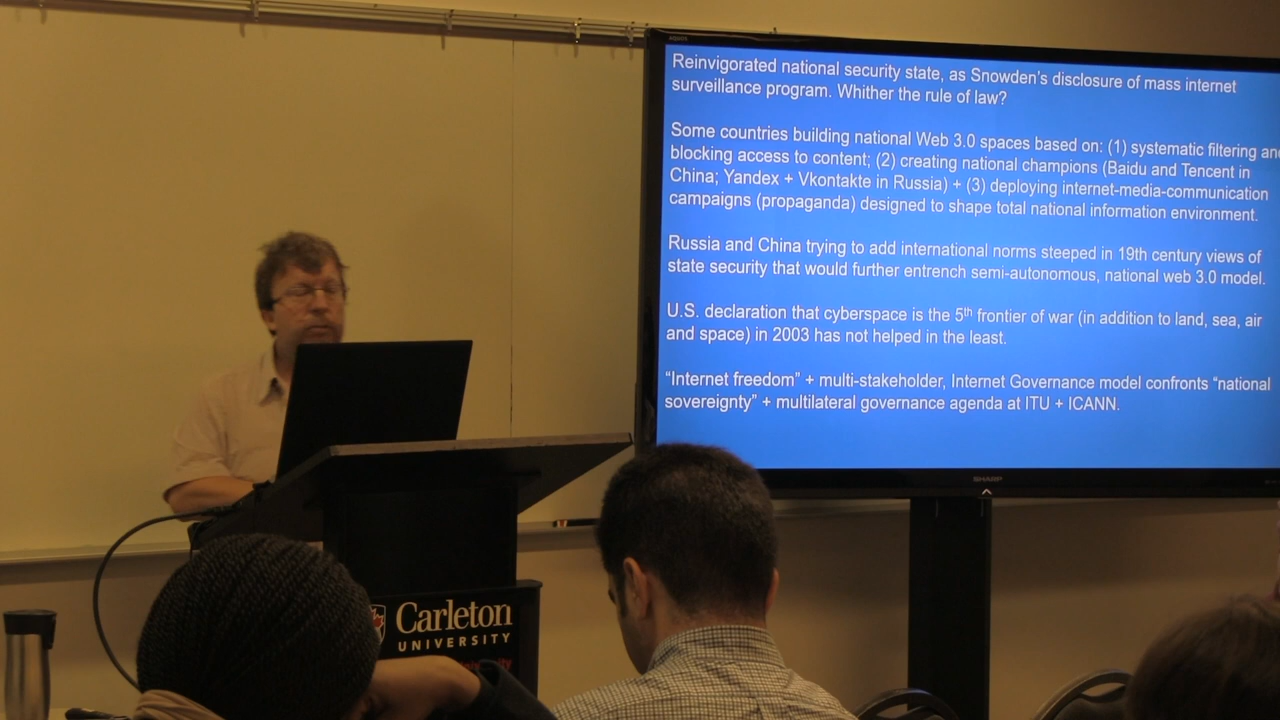 Reinvigorated national security state, as Snowden's disclosure of mass internet
surveillance program. Whither the rule of law?
Some countries building national Web 3.0 spaces based on: (1) systematic filtering and
blocking access to content; (2) creating national champions (Baidu and Tencent in
China; Yandex + Vkontakte in Russia) + (3) deploying internet-media-communication
campaigns (propaganda) designed to shape total national information environment.
Russia and China trying to add international norms steeped in 19th century views of
state security that would further entrench semi-autonomous, national web 3.0 model.
U.S. declaration that cyberspace is the 5th frontier of war (in addition to land, sea, air
and space) in 2003 has not helped in the least.
“Internet freedom” + multi-stakeholder, Internet Governance model confronts “national
sovereignty” + multilateral governance agenda at ITU + ICANN.
SHARP
Carleton
UNIVERSITY